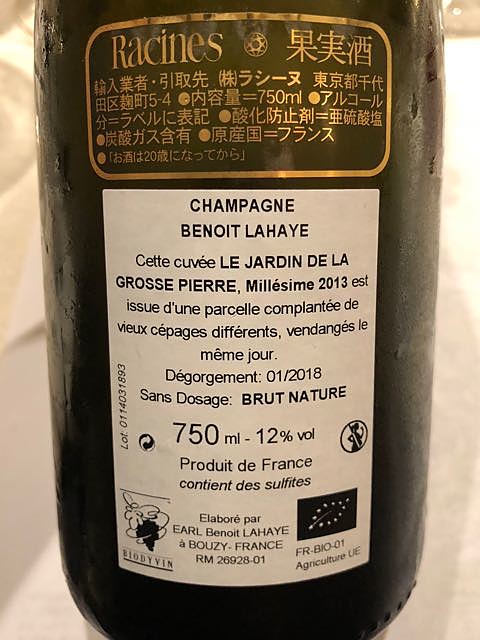 Racines 果実酒
輸入業者・引取先 ㈱ラシーヌ 東京都千代
田区麹町5-4 ●内容量=750ml ●アルコール
分=ラベルに表記 ●酸化防止剤=亜硫酸塩
●炭酸ガス含有 ●原産国=フランス
●「お酒は20歳になってから」
CHAMPAGNE
BENOIT LAHAYE
Cette cuvée LE JARDIN DE LA
GROSSE PIERRE, Millésime 2013 est
issue d'une parcelle complantée de
vieux cépages différents, vendangés le
même jour.
Dégorgement: 01/2018
Sans Dosage: BRUT NATURE
Lot: 0114031893
750 ml - 12% vol
Produit de France
contient des sulfites
Elaboré par
EARL Benoit LAHAYE
à BOUZY- FRANCE
RM 26928-01
BIODYVIN
FR-BIO-01
Agriculture UE